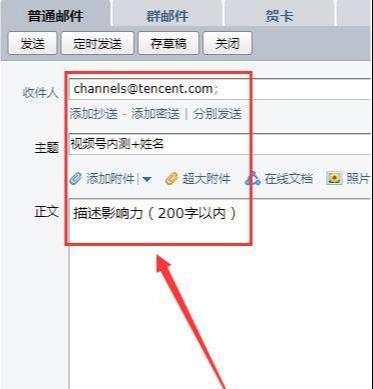 普通邮件 群邮件 贺卡
发送 定时发送 存草稿 关闭
收件人 channels@tencent.com;
添加抄送 - 添加密送 | 分别发送
主题 视频号内测+姓名
添加附件 | 超大附件 在线文档 照片
正文 描述影响力（200字以内）